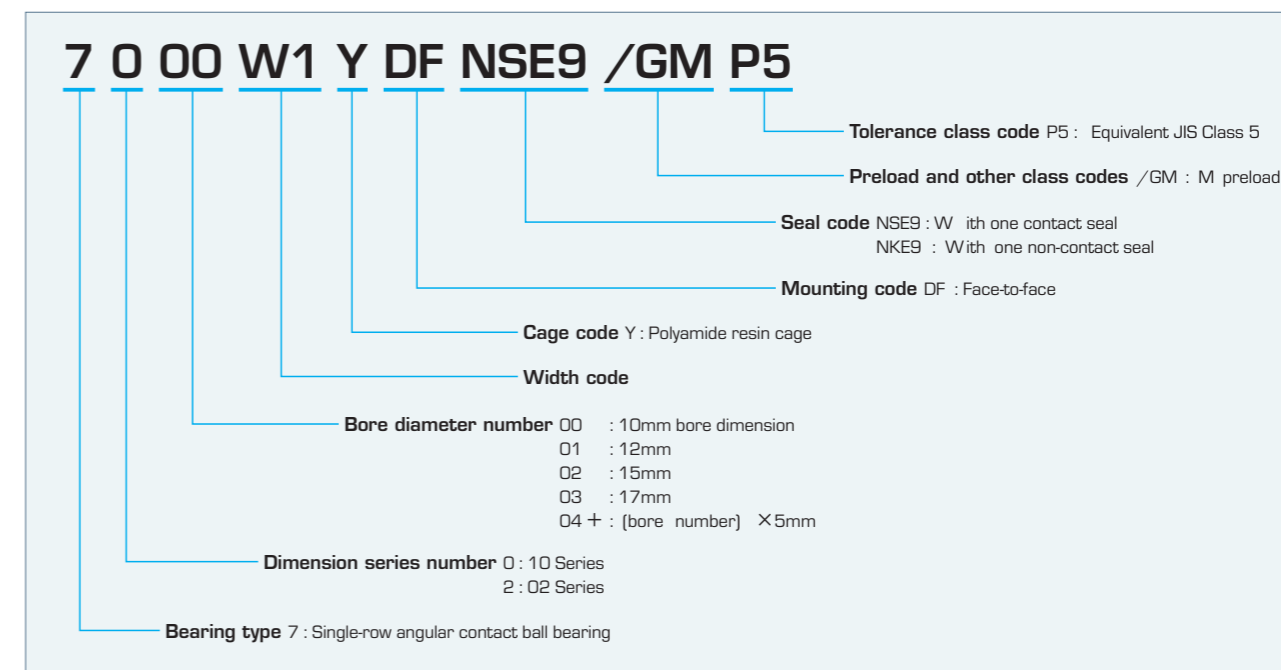 7 0 00 W1 Y DF NSE9 /GM P5
Tolerance class code P5 : Equivalent JIS Class 5
Preload and other class codes /GM : M preload
Seal code NSE9 : W ith one contact seal
NKE9 : With one non-contact seal
Mounting code DF : Face-to-face
Cage code Y : Polyamide resin cage
Width code
Bore diameter number 00 : 10mm bore dimension
01 : 12mm
02 : 15mm
03 : 17mm
04 + : (bore number) ×5mm
Dimension series number 0 : 10 Series
2 : 02 Series
Bearing type 7 : Single-row angular contact ball bearing